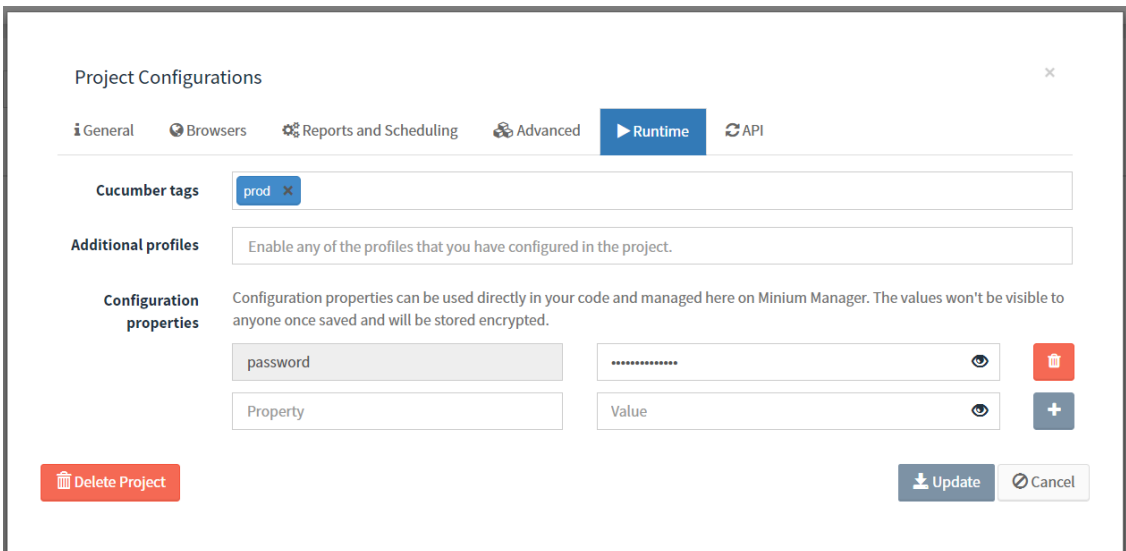 Project Configurations
×
General Browsers Reports and Scheduling Advanced Runtime API
Cucumber tags prod ×
Additional profiles Enable any of the profiles that you have configured in the project.
Configuration properties
Configuration properties can be used directly in your code and managed here on Minium Manager. The values won't be visible to
anyone once saved and will be stored encrypted.
password ••••••••••••••
Property Value
Delete Project Update Cancel